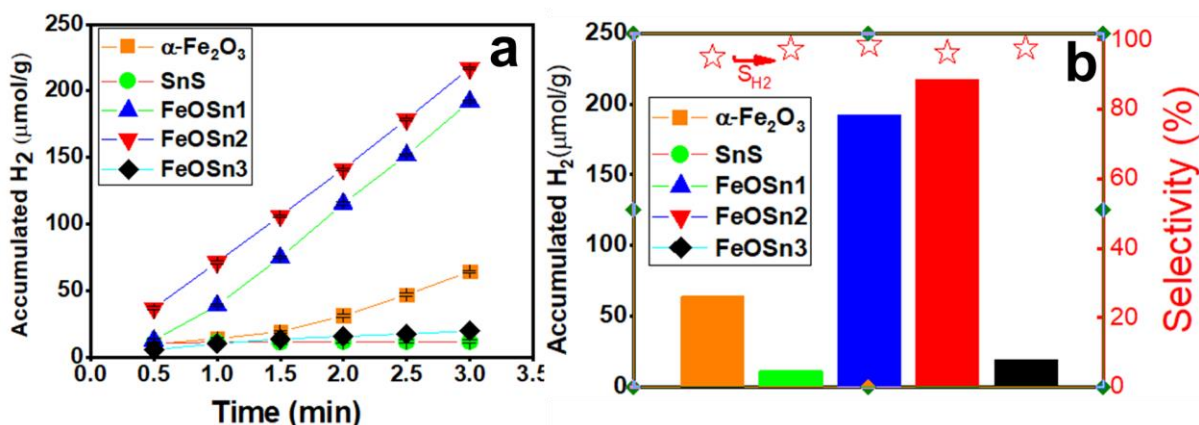 a
Accumulated H₂ (μmol/g)
250
200
150
100
50
0
α-Fe₂O₃
SnS
FeOSn1
FeOSn2
FeOSn3
0.0 0.5 1.0 1.5 2.0 2.5 3.0 3.5
Time (min)
b
Accumulated H₂(μmol/g)
250
200
150
100
50
0
S_H2
α-Fe₂O₃
SnS
FeOSn1
FeOSn2
FeOSn3
100
80
60
40
20
0
Selectivity (%)